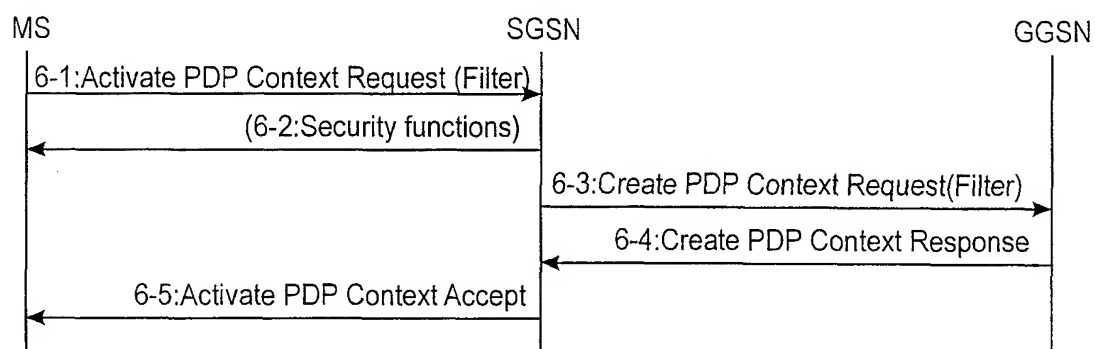 MS SGSN GGSN
6-1:Activate PDP Context Request (Filter)
(6-2:Security functions)
6-3:Create PDP Context Request(Filter)
6-4:Create PDP Context Response
6-5:Activate PDP Context Accept